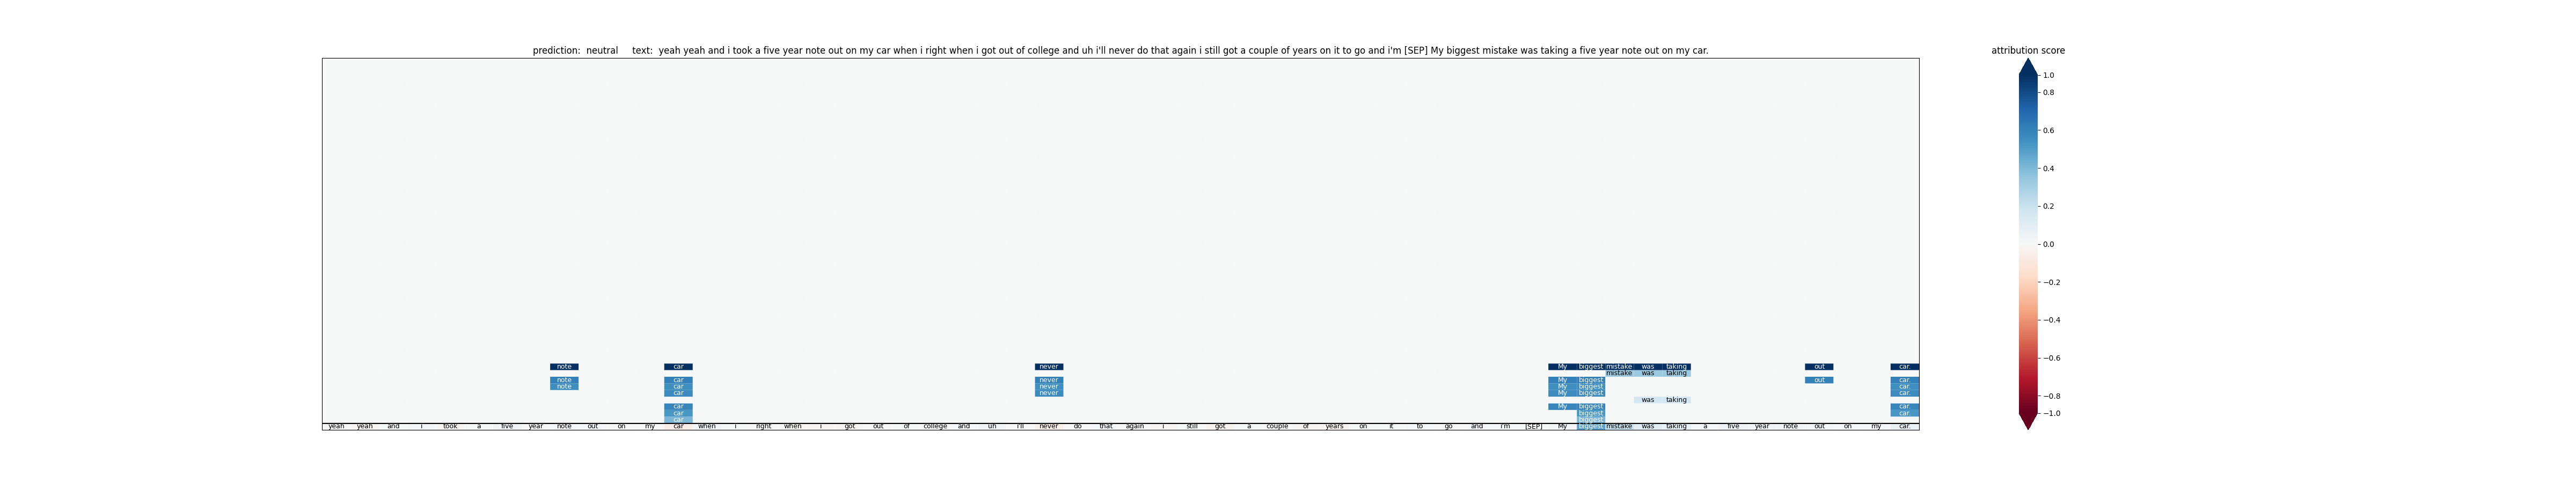 prediction:  neutral     text:  yeah yeah and i took a five year note out on my car when i right when i got out of college and uh i'll never do that again i still got a couple of years on it to go and i'm [SEP] My biggest mistake was taking a five year note out on my car.
attribution score
1.0
0.8
0.6
0.4
0.2
0.0
−0.2
−0.4
−0.6
−0.8
−1.0
note car never My biggest mistake was taking out car.
mistake was taking
note car never My biggest out car.
note car never My biggest car.
car never My biggest car.
was taking
car My biggest car.
car biggest car.
car biggest
yeah yeah and i took a five year note out on my car when i right when i got out of college and uh i'll never do that again i still got a couple of years on it to go and i'm [SEP] My biggest mistake was taking a five year note out on my car.